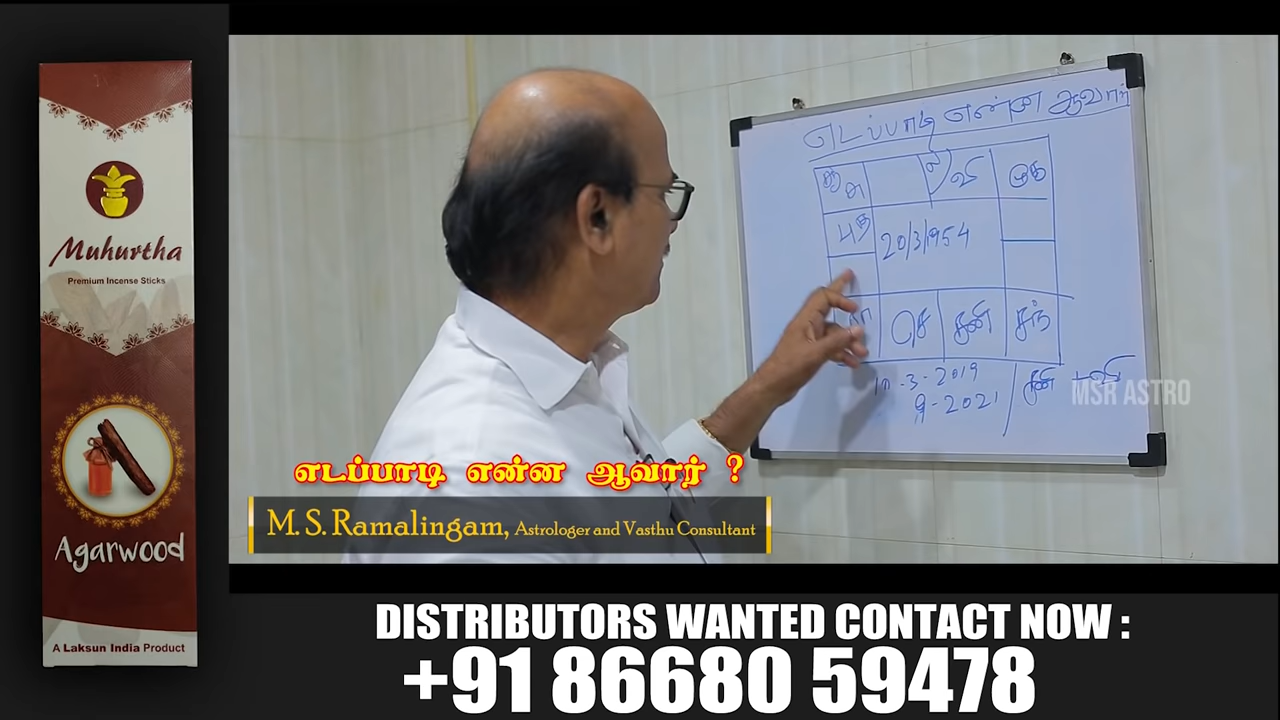 Muhurtha
Premium Incense Sticks
Agarwood
A Laksun India Product
எடப்பாடி என்ன ஆவார்
வி
குரு
20/3/1954
செ
சனி
-3-2019
9-2021
MSR ASTRO
எடப்பாடி என்ன ஆவார் ?
M. S. Ramalingam, Astrologer and Vasthu Consultant
DISTRIBUTORS WANTED CONTACT NOW :
+91 86680 59478